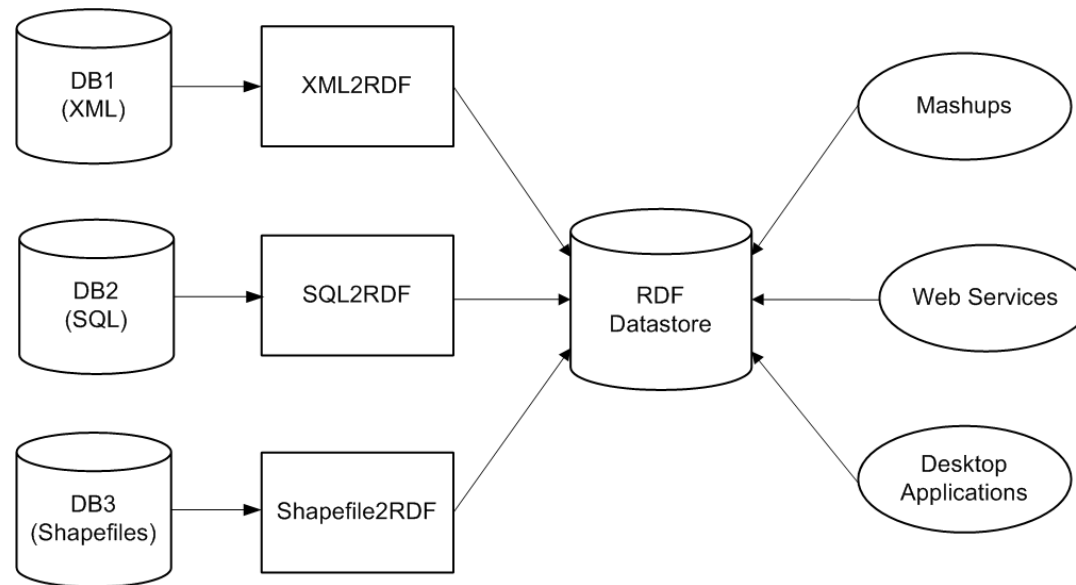 DB1
(XML)
XML2RDF
Mashups
DB2
(SQL)
SQL2RDF
RDF
Datastore
Web Services
DB3
(Shapefiles)
Shapefile2RDF
Desktop
Applications